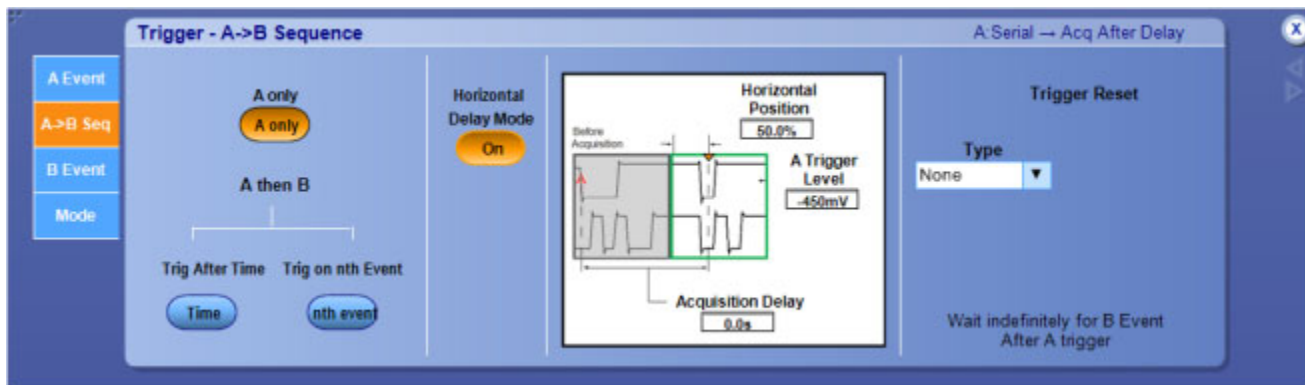 Trigger - A->B Sequence
A:Serial → Acq After Delay
X
A Event
A->B Seq
B Event
Mode
A only
A only
A then B
Trig After Time
Trig on nth Event
Time
nth event
Horizontal
Delay Mode
On
Horizontal
Position
50.0%
Before
Acquisition
A Trigger
Level
-450mV
A
Acquisition Delay
0.0s
Trigger Reset
Type
None
Wait indefinitely for B Event
After A trigger